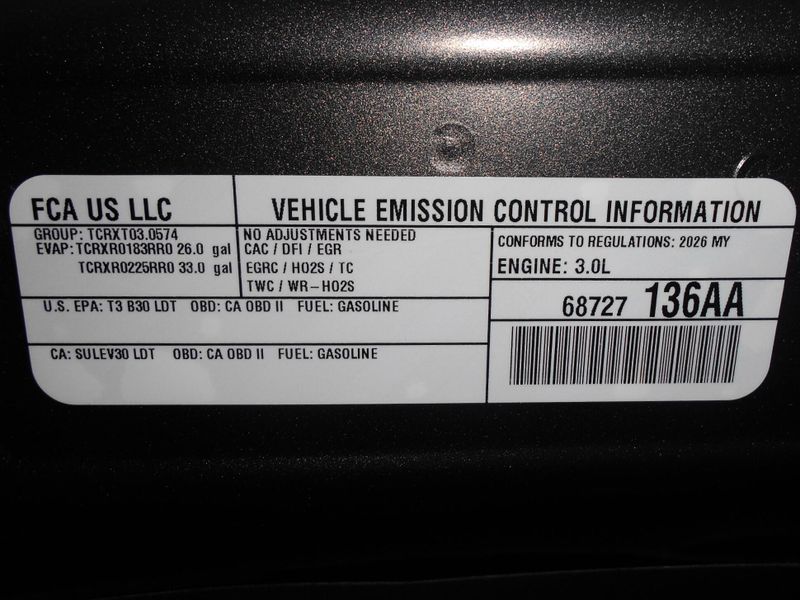 FCA US LLC
VEHICLE EMISSION CONTROL INFORMATION
GROUP: TCRXT03.0574
EVAP: TCRXR0183RR0 26.0 gal
TCRXR0225RR0 33.0 gal
NO ADJUSTMENTS NEEDED
CAC / DFI / EGR
EGRC / HO2S / TC
TWC / WR-HO2S
CONFORMS TO REGULATIONS: 2026 MY
ENGINE: 3.0L
U.S. EPA: T3 B30 LDT OBD: CA OBD II FUEL: GASOLINE
68727 136AA
CA: SULEV30 LDT OBD: CA OBD II FUEL: GASOLINE